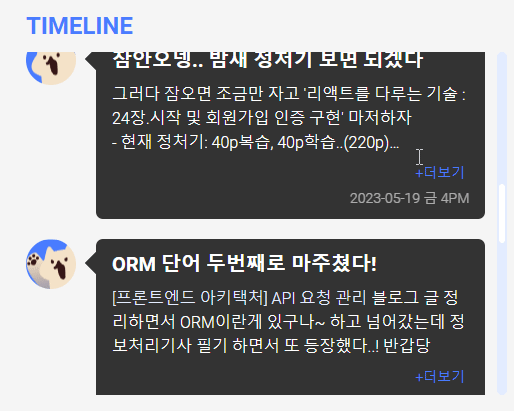 TIMELINE
잠안오넹.. 밤새 정처기 보면 되겠다
그러다 잠오면 조금만 자고 '리액트를 다루는 기술 :
24장.시작 및 회원가입 인증 구현' 마저하자
- 현재 정처기: 40p복습, 40p학습..(220p)...
+더보기
2023-05-19 금 4PM
ORM 단어 두번째로 마주쳤다!
[프론트엔드 아키택처] API 요청 관리 블로그 글 정
리하면서 ORM이란게 있구나~ 하고 넘어갔는데 정
보처리기사 필기 하면서 또 등장했다..! 반갑당
+더보기